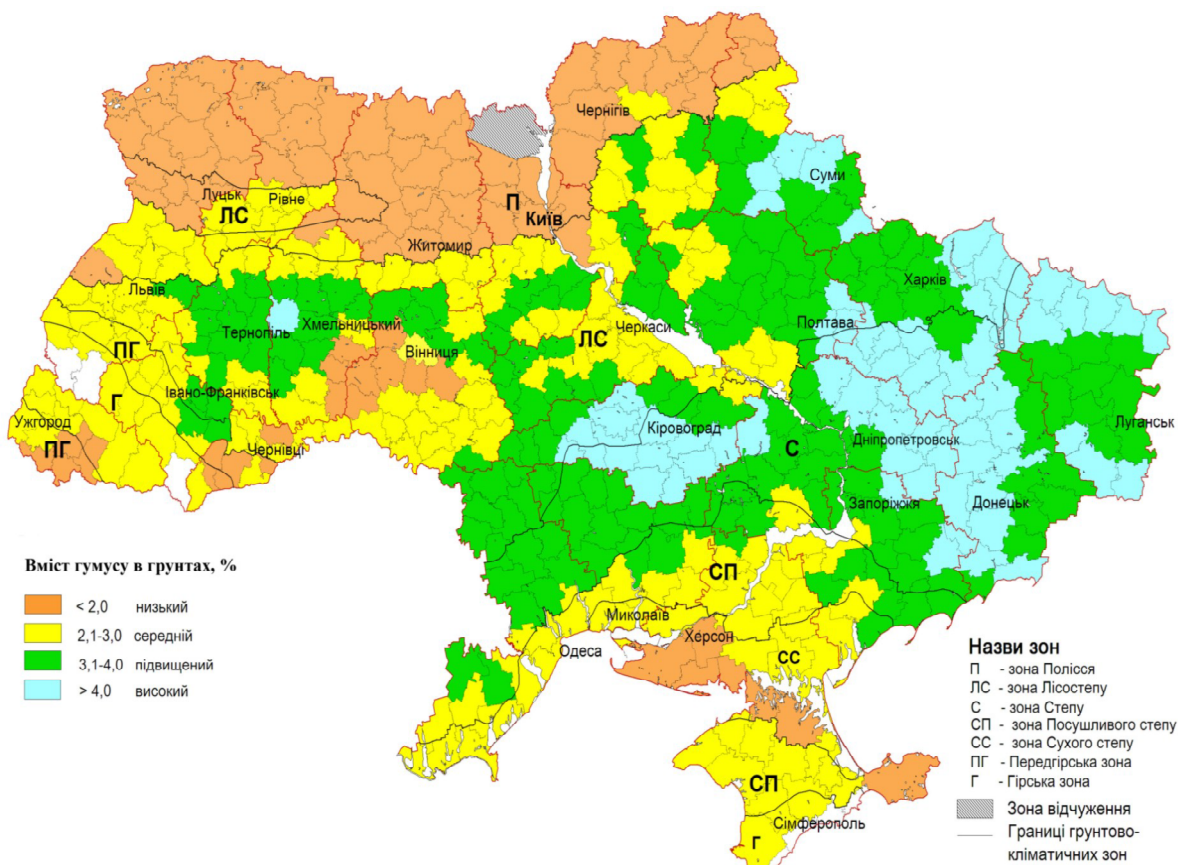 Чернігів
Суми
Луцьк
Рівне
ЛС
П
Київ
Житомир
Харків
Львів
Тернопіль
Хмельницький
Вінниця
ЛС
Черкаси
Полтава
ПГ
Г
Івано-Франківськ
Ужгород
ПГ
Чернівці
Кіровоград
С
Дніпропетровськ
Луганськ
Запоріжжя
Донецьк
СП
Миколаїв
Херсон
Одеса
СС
СП
Сімферополь
Г
Вміст гумусу в грунтах, %
< 2,0 низький
2,1-3,0 середній
3,1-4,0 підвищений
> 4,0 високий
Назви зон
П - зона Полісся
ЛС - зона Лісостепу
С - зона Степу
СП - зона Посушливого степу
СС - зона Сухого степу
ПГ - Передгірська зона
Г - Гірська зона
Зона відчуження
Границі грунтово-
кліматичних зон